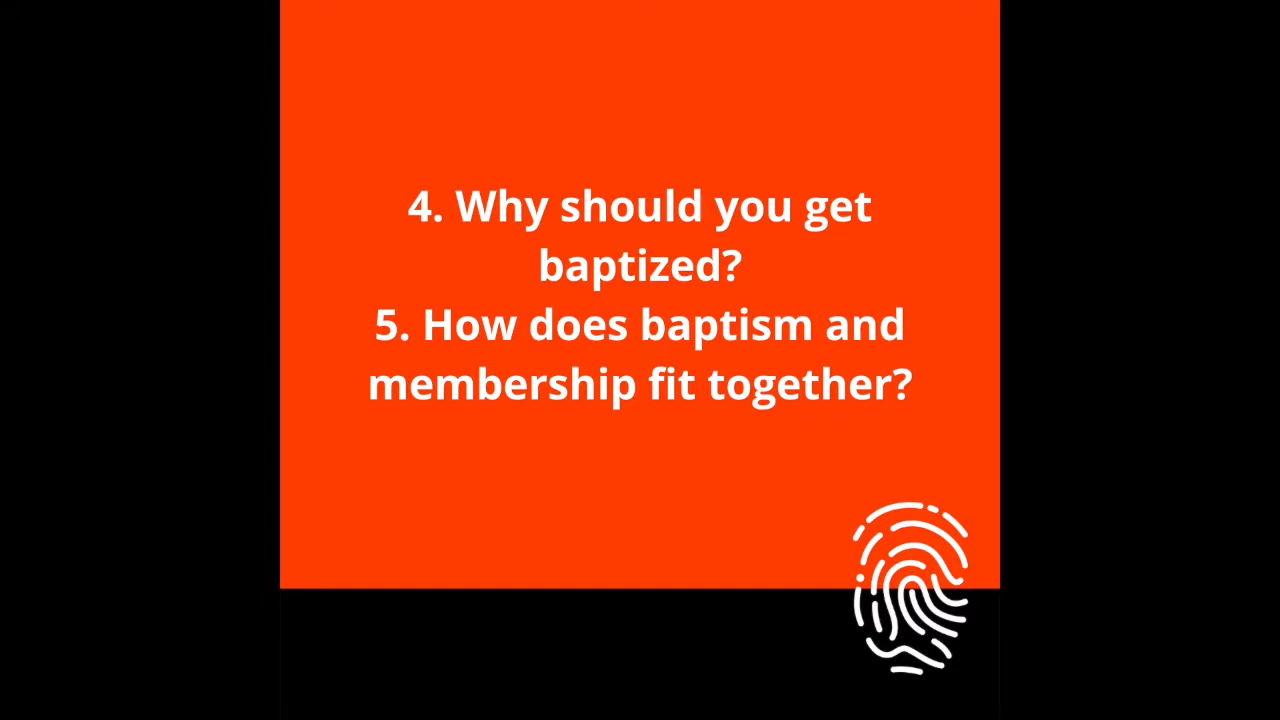 4. Why should you get
baptized?
5. How does baptism and
membership fit together?